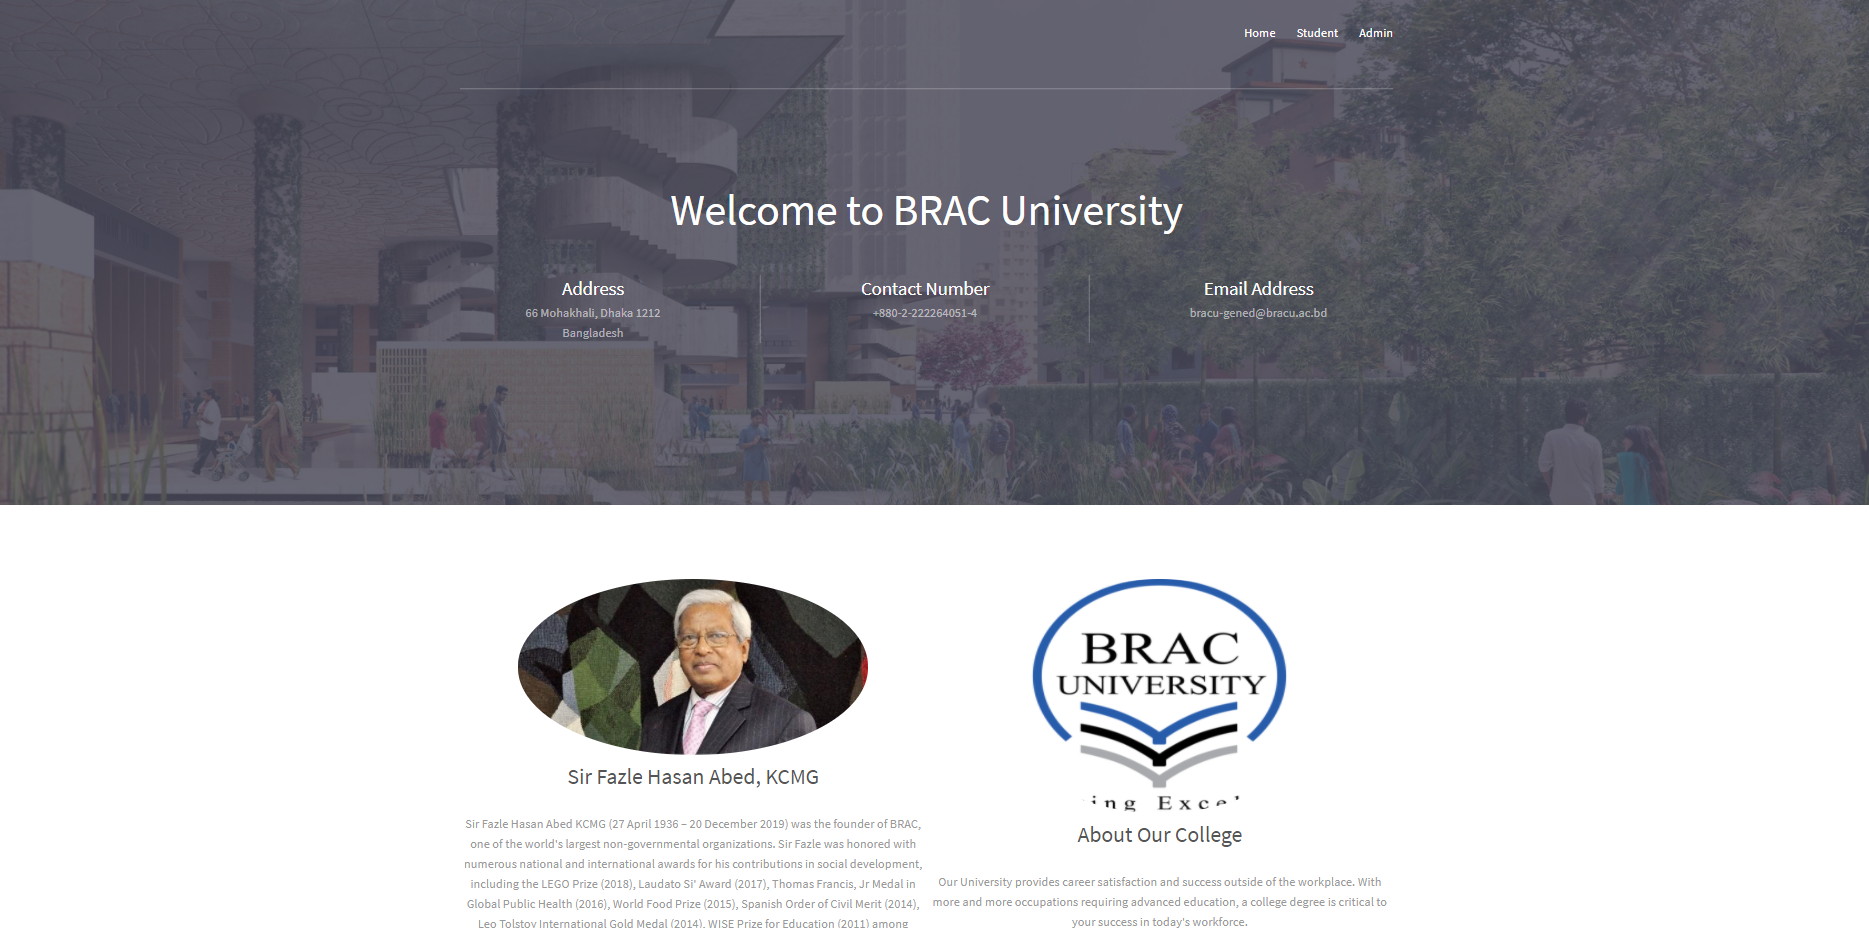 Home Student Admin
Welcome to BRAC University
Address
66 Mohakhali, Dhaka 1212
Bangladesh
Contact Number
+880-2-222264051-4
Email Address
bracu-gened@bracu.ac.bd
Sir Fazle Hasan Abed, KCMG
Sir Fazle Hasan Abed KCMG (27 April 1936 – 20 December 2019) was the founder of BRAC,
one of the world's largest non-governmental organizations. Sir Fazle was honored with
numerous national and international awards for his contributions in social development,
including the LEGO Prize (2018), Laudato Si' Award (2017), Thomas Francis, Jr Medal in
Global Public Health (2016), World Food Prize (2015), Spanish Order of Civil Merit (2014),
Leo Tolstoy International Gold Medal (2014), WISE Prize for Education (2011) among
BRAC
UNIVERSITY
About Our College
Our University provides career satisfaction and success outside of the workplace. With
more and more occupations requiring advanced education, a college degree is critical to
your success in today's workforce.